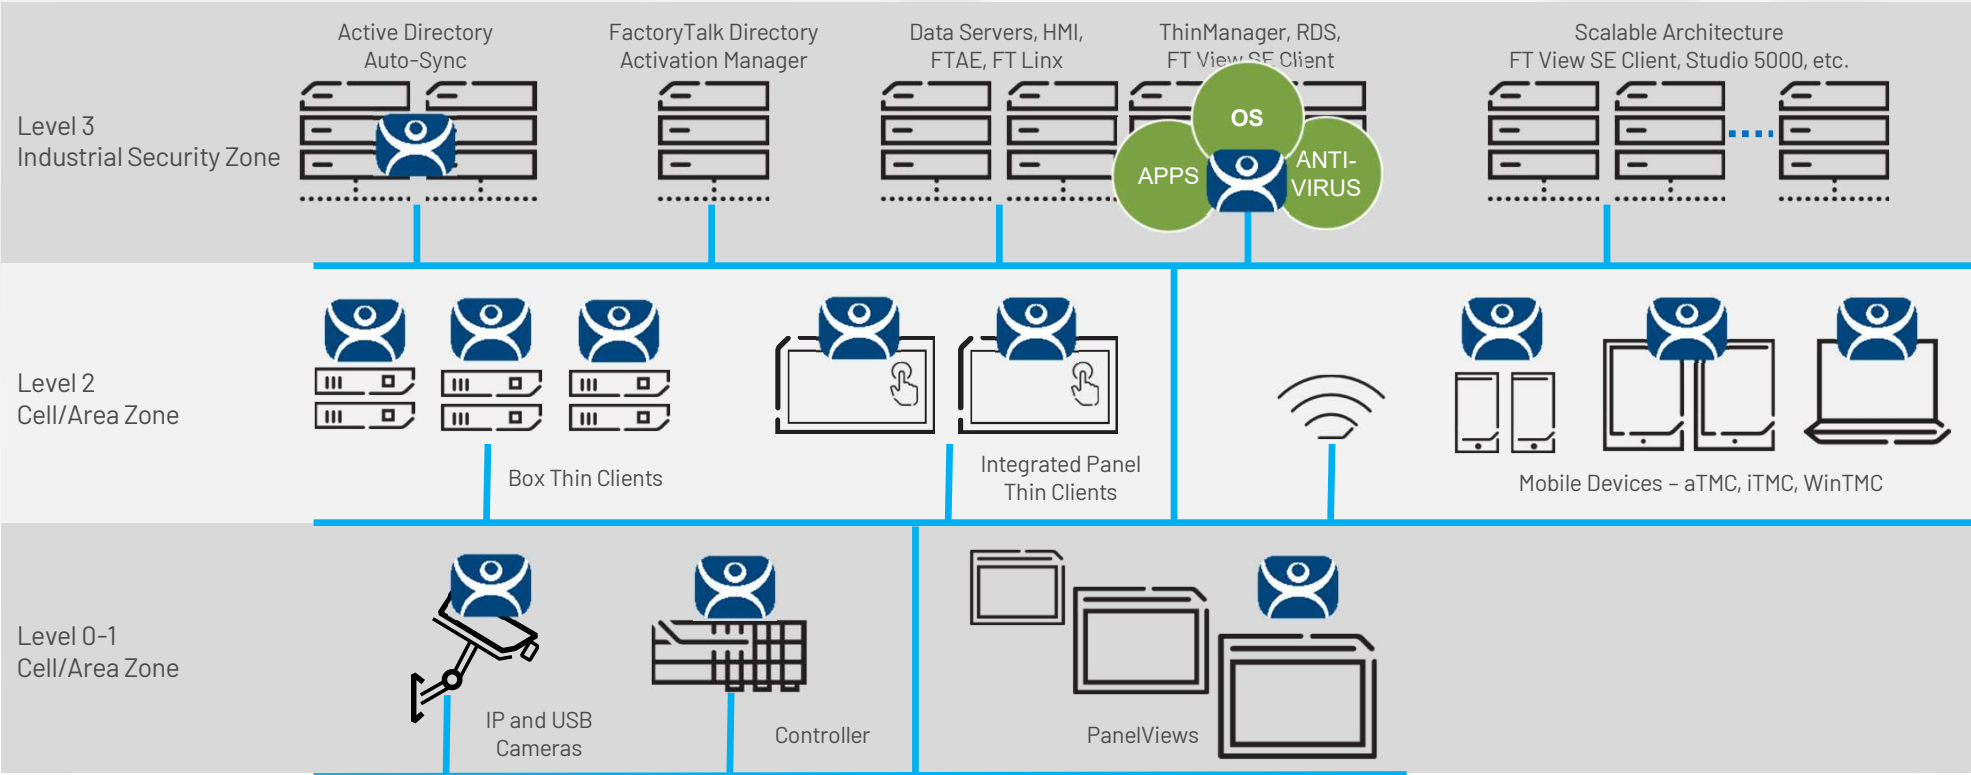 Active Directory
Auto-Sync
FactoryTalk Directory
Activation Manager
Data Servers, HMI,
FTAE, FT Linx
ThinManager, RDS,
FT View SE Client
Scalable Architecture
FT View SE Client, Studio 5000, etc.
Level 3
Industrial Security Zone
OS
APPS
ANTI-
VIRUS
Level 2
Cell/Area Zone
Box Thin Clients
Integrated Panel
Thin Clients
Mobile Devices – aTMC, iTMC, WinTMC
Level 0-1
Cell/Area Zone
IP and USB
Cameras
Controller
PanelViews